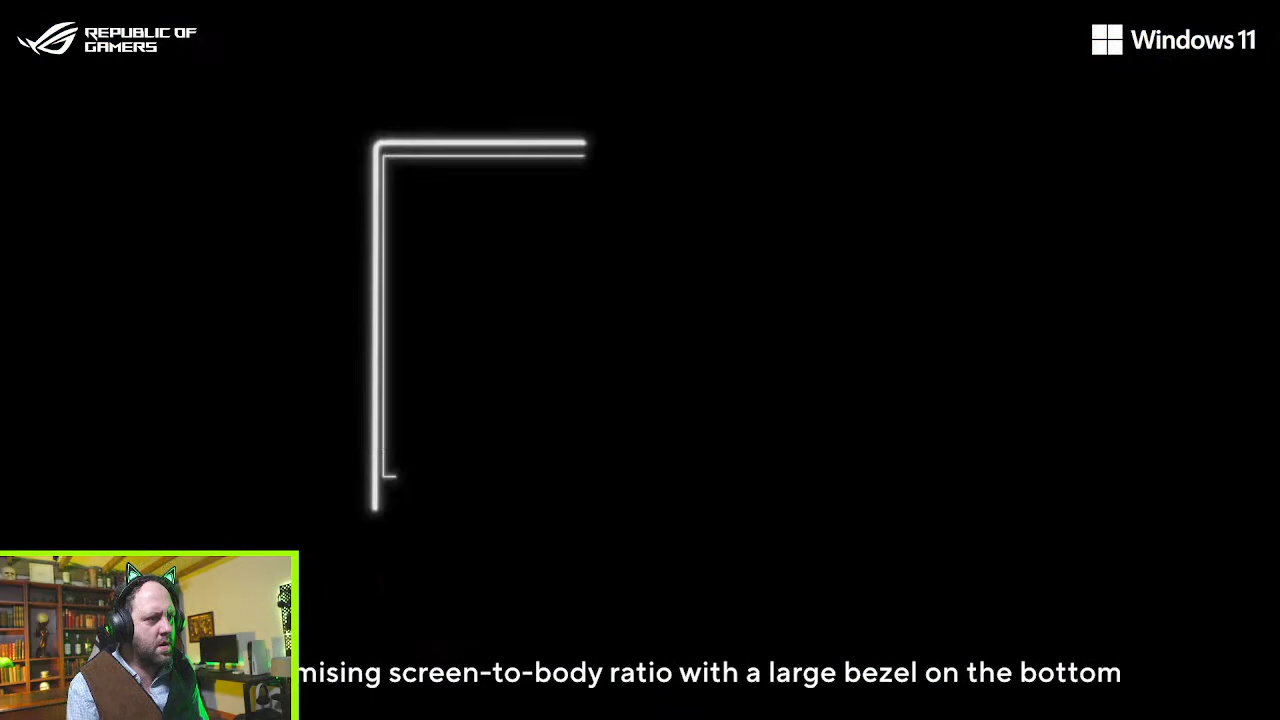 REPUBLIC OF
GAMERS
Windows 11
mising screen-to-body ratio with a large bezel on the bottom